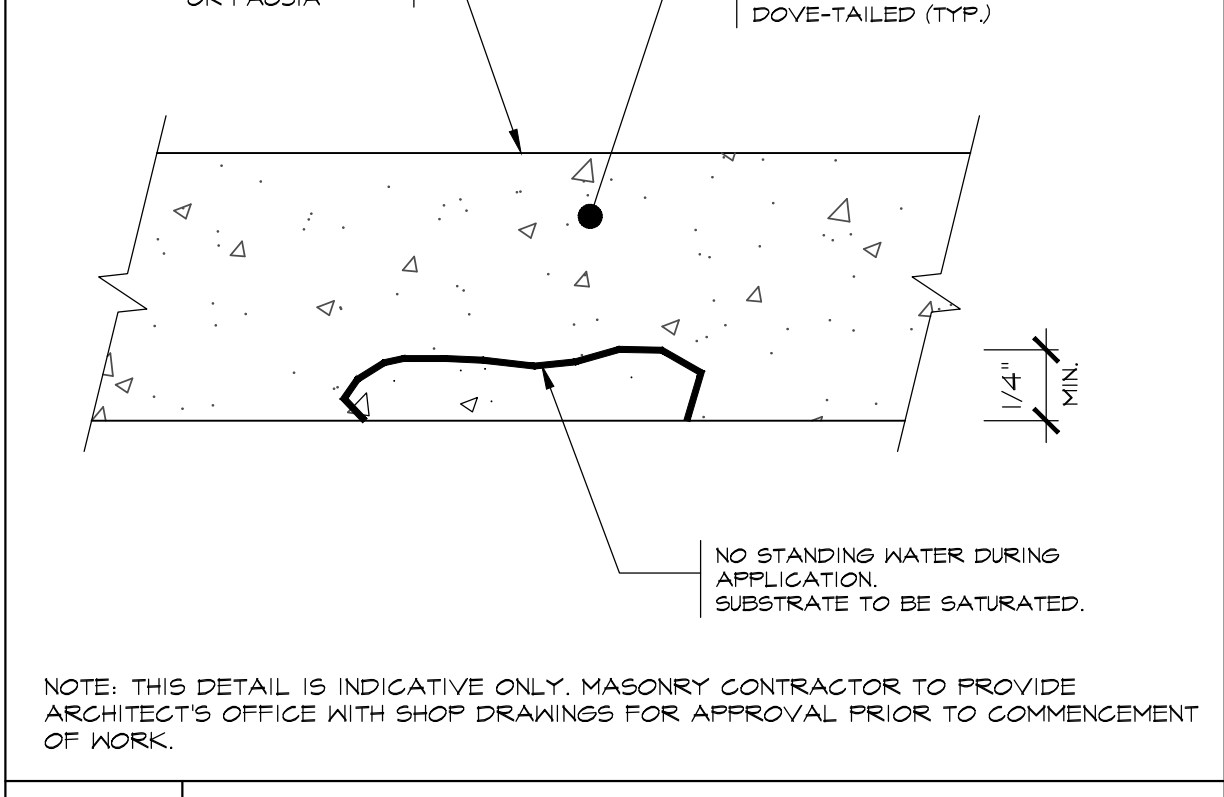 DOVE-TAILED (TYP.)
1/4"
MIN.
NO STANDING WATER DURING
APPLICATION.
SUBSTRATE TO BE SATURATED.
NOTE: THIS DETAIL IS INDICATIVE ONLY. MASONRY CONTRACTOR TO PROVIDE
ARCHITECT'S OFFICE WITH SHOP DRAWINGS FOR APPROVAL PRIOR TO COMMENCEMENT
OF WORK.